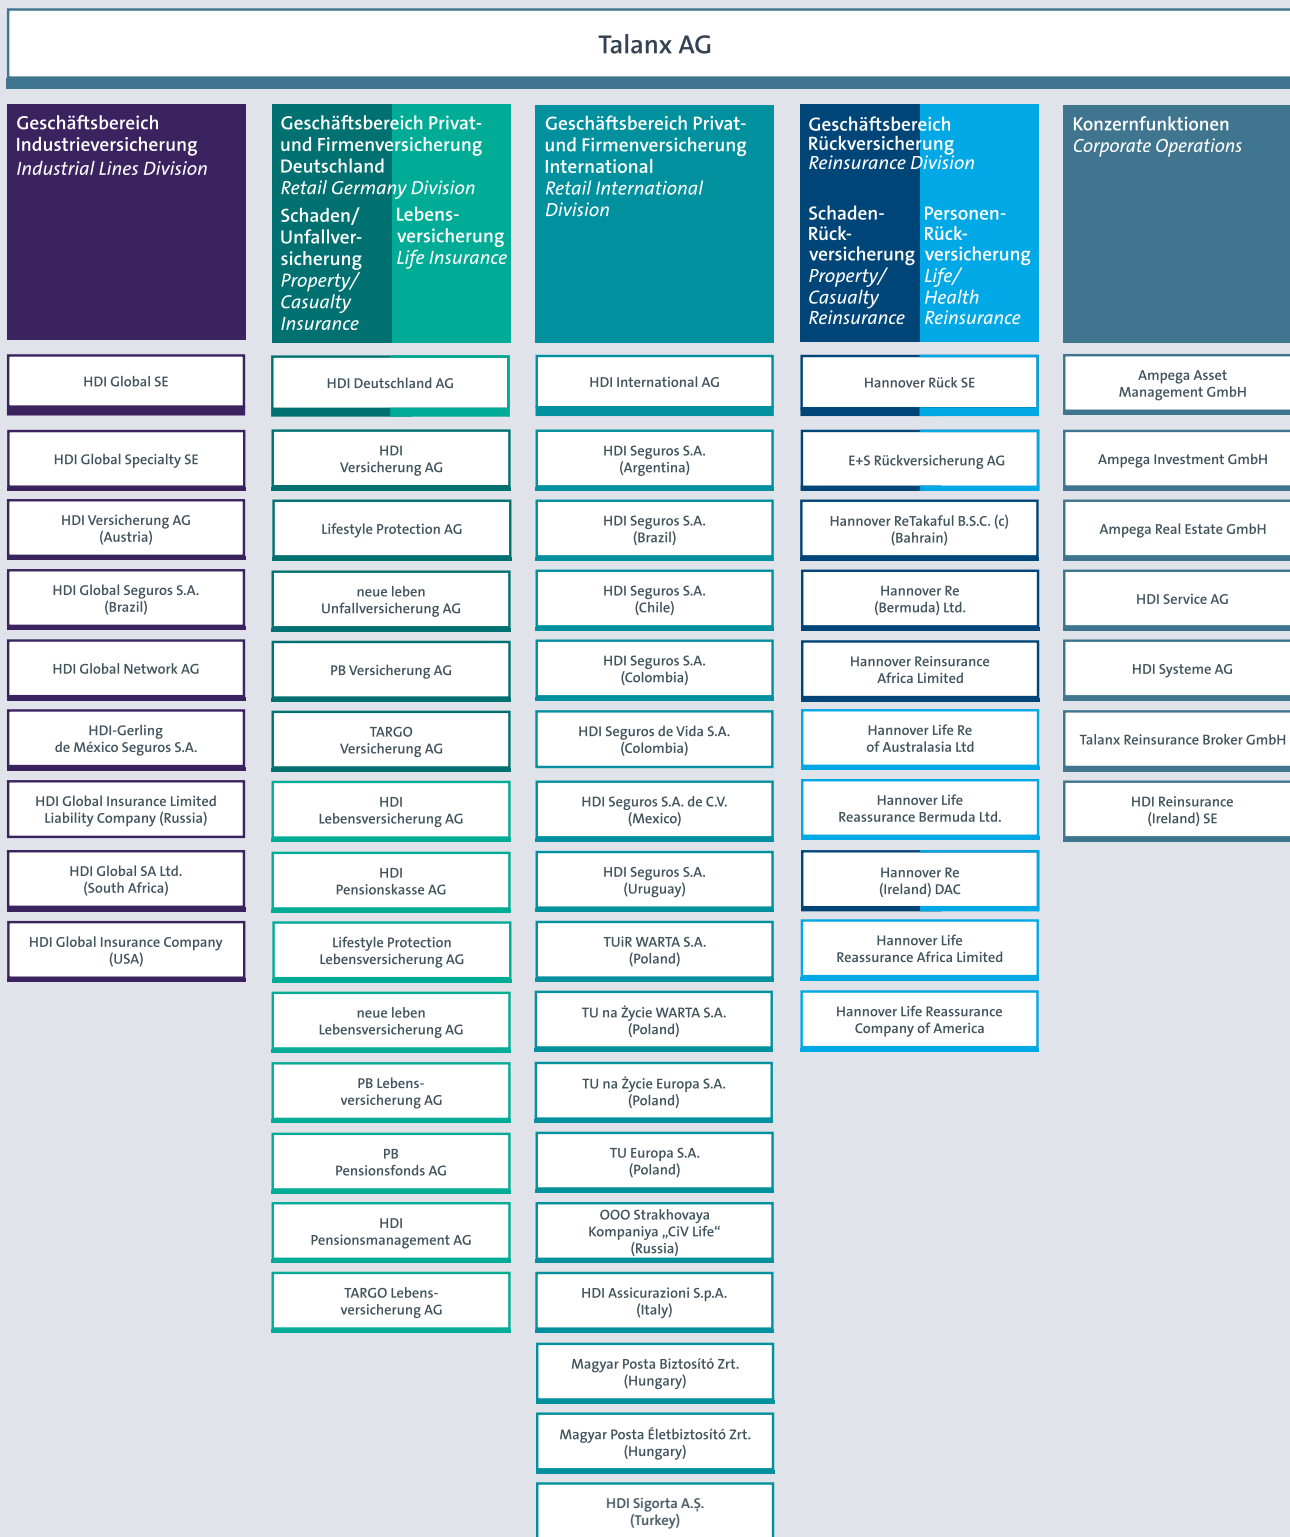 Talanx AG
Geschäftsbereich
Industrieversicherung
Industrial Lines Division
HDI Global SE
HDI Global Specialty SE
HDI Versicherung AG
(Austria)
HDI Global Seguros S.A.
(Brazil)
HDI Global Network AG
HDI-Gerling
de México Seguros S.A.
HDI Global Insurance Limited
Liability Company (Russia)
HDI Global SA Ltd.
(South Africa)
HDI Global Insurance Company
(USA)
Geschäftsbereich Privat-
und Firmenversicherung
Deutschland
Retail Germany Division
Schaden/
Unfallver-
sicherung
Property/
Casualty
Insurance
Lebens-
versicherung
Life Insurance
HDI Deutschland AG
HDI
Versicherung AG
Lifestyle Protection AG
neue leben
Unfallversicherung AG
PB Versicherung AG
TARGO
Versicherung AG
HDI
Lebensversicherung AG
HDI
Pensionskasse AG
Lifestyle Protection
Lebensversicherung AG
neue leben
Lebensversicherung AG
PB Lebens-
versicherung AG
PB
Pensionsfonds AG
HDI
Pensionsmanagement AG
TARGO Lebens-
versicherung AG
Geschäftsbereich Privat-
und Firmenversicherung
International
Retail International
Division
HDI International AG
HDI Seguros S.A.
(Argentina)
HDI Seguros S.A.
(Brazil)
HDI Seguros S.A.
(Chile)
HDI Seguros S.A.
(Colombia)
HDI Seguros de Vida S.A.
(Colombia)
HDI Seguros S.A. de C.V.
(Mexico)
HDI Seguros S.A.
(Uruguay)
TUiR WARTA S.A.
(Poland)
TU na Życie WARTA S.A.
(Poland)
TU na Życie Europa S.A.
(Poland)
TU Europa S.A.
(Poland)
OOO Strakhovaya
Kompaniya „CiV Life“
(Russia)
HDI Assicurazioni S.p.A.
(Italy)
Magyar Posta Biztosító Zrt.
(Hungary)
Magyar Posta Életbiztosító Zrt.
(Hungary)
HDI Sigorta A.Ş.
(Turkey)
Geschäftsbereich
Rückversicherung
Reinsurance Division
Schaden-
Rück-
versicherung
Property/
Casualty
Reinsurance
Personen-
Rück-
versicherung
Life/
Health
Reinsurance
Hannover Rück SE
E+S Rückversicherung AG
Hannover ReTakaful B.S.C. (c)
(Bahrain)
Hannover Re
(Bermuda) Ltd.
Hannover Reinsurance
Africa Limited
Hannover Life Re
of Australasia Ltd
Hannover Life
Reassurance Bermuda Ltd.
Hannover Re
(Ireland) DAC
Hannover Life
Reassurance Africa Limited
Hannover Life Reassurance
Company of America
Konzernfunktionen
Corporate Operations
Ampega Asset
Management GmbH
Ampega Investment GmbH
Ampega Real Estate GmbH
HDI Service AG
HDI Systeme AG
Talanx Reinsurance Broker GmbH
HDI Reinsurance
(Ireland) SE